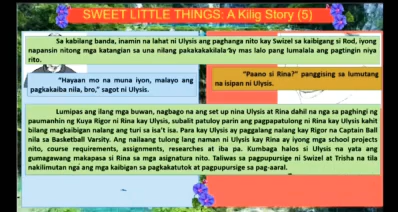 SWEET LITTLE THINGS: A Kilig Story (5)
Sa kabilang banda, inamin na lahat ni Ulysis ang paghanga nito kay Swizel sa kaibigang si Rod, iyong
napansin nitong mga katangian sa una nilang pakakakakilala'ay mas lalo pang lumalala ang pagtingin niya
rito.
"Hayaan mo na muna iyon, malayo ang
pagkakaiba nila, bro," sagot ni Ulysis.
"Paano si Rina?" panggising sa lumutang
na isipan ni Ulysis.
Lumipas ang ilang mga buwan, nagbago na ang set up nina Ulysis at Rina dahil na nga sa paghingi ng
paumanhin ng Kuya Rigor ni Rina kay Ulysis, subalit patuloy parin ang pagpapatulong ni Rina kay Ulysis kahit
bilang magkaibigan nalang ang turi sa isa't isa. Para kay Ulysis ay paggalang nalang kay Rigor na Captain Ball
nila sa Basketball Varsity. Ang nailaang tulong lang naman ni Ulysis kay Rina ay iyong mga school projects
nito, course requirements, assignments, researches at iba pa. Kumbaga halos si Ulysis na yata ang
gumagawang makapasa si Rina sa mga asignatura nito. Taliwas sa pagpupursige ni Swizel at Trisha na tila
nakilimutan nga ang mga kaibigan sa pagkakatutok at pagpupursige sa pag-aaral.